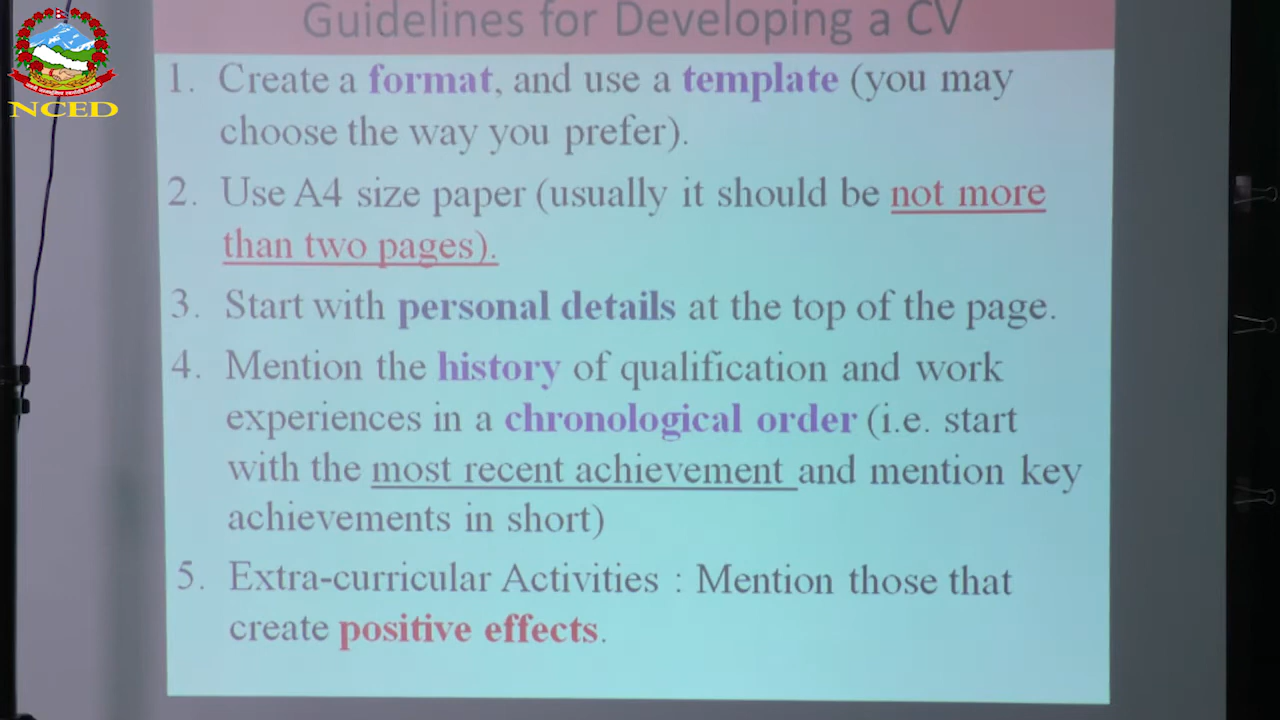 Guidelines for Developing a CV
NCED
1. Create a format, and use a template (you may
choose the way you prefer).
2. Use A4 size paper (usually it should be not more
than two pages).
3. Start with personal details at the top of the page.
4. Mention the history of qualification and work
experiences in a chronological order (i.e. start
with the most recent achievement and mention key
achievements in short)
5. Extra-curricular Activities : Mention those that
create positive effects.